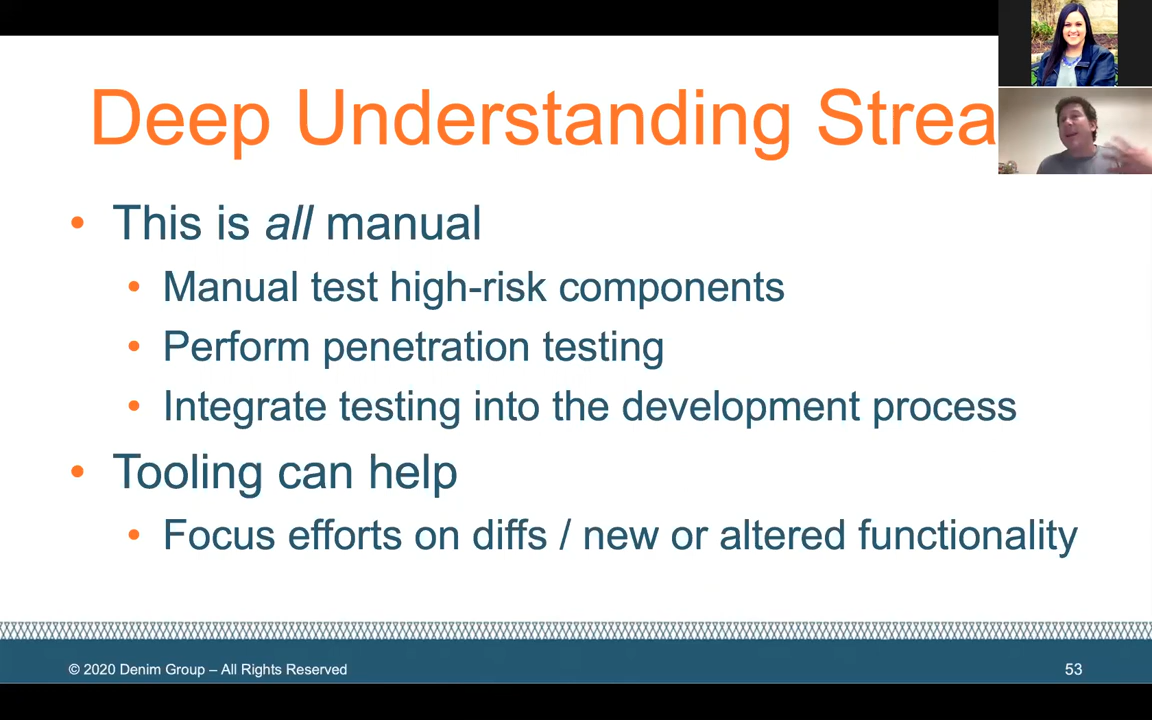 Deep Understanding Strea
• This is all manual
• Manual test high-risk components
• Perform penetration testing
• Integrate testing into the development process
• Tooling can help
• Focus efforts on diffs / new or altered functionality
© 2020 Denim Group – All Rights Reserved
53